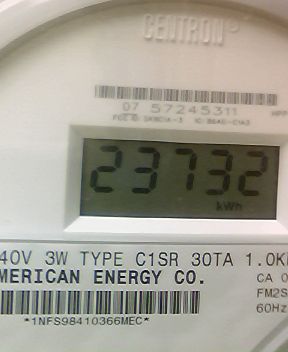 CENTRON
07 57245311
23732
kWh
40V 3W TYPE C1SR 30TA 1.0K
MERICAN ENERGY CO.
CA 0
FM2S
60Hz
*1NFS98410366MEC*